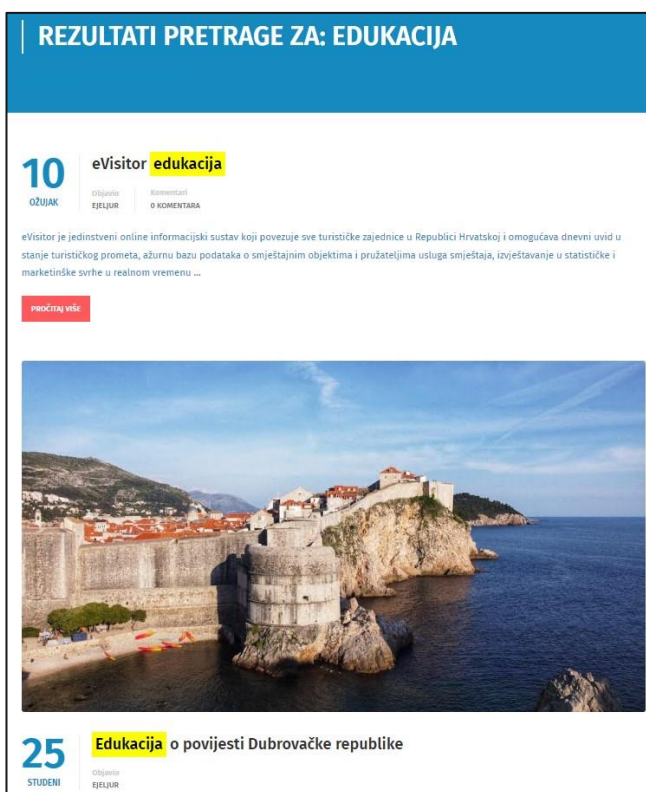 REZULTATI PRETRAGE ZA: EDUKACIJA
10
OŽUJAK
eVisitor edukacija
Objavio
EJELJUR
Komentari
0 KOMENTARA
eVisitor je jedinstveni online informacijski sustav koji povezuje sve turističke zajednice u Republici Hrvatskoj i omogućava dnevni uvid u
stanje turističkog prometa, ažurnu bazu podataka o smještajnim objektima i pružateljima usluga smještaja, izvještavanje u statističke i
marketinške svrhe u realnom vremenu ...
PROČITAJ VIŠE
25
STUDENI
Edukacija o povijesti Dubrovačke republike
Objavio
EJELJUR